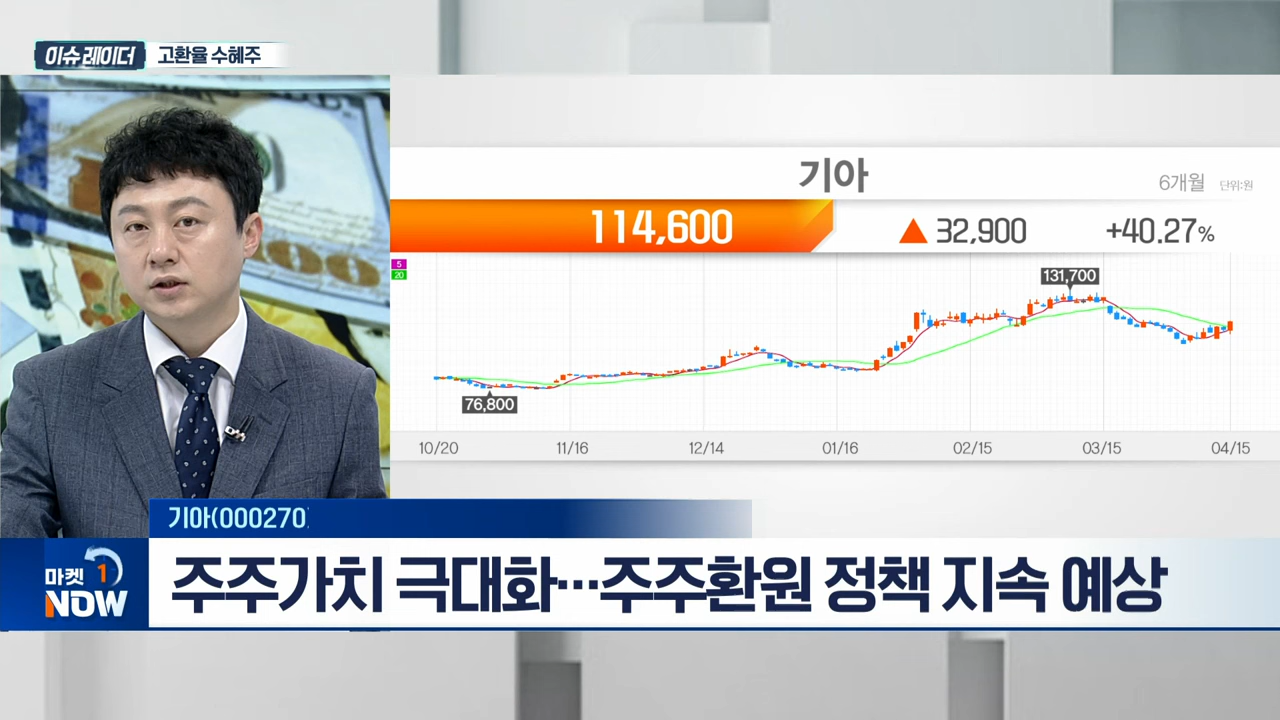 이슈레이더 고환율 수혜주
기아
6개월 단위:원
114,600 ▲ 32,900 +40.27%
5
20
131,700
76,800
10/20 11/16 12/14 01/16 02/15 03/15 04/15
기아(000270)
마켓 1
NOW
주주가치 극대화…주주환원 정책 지속 예상